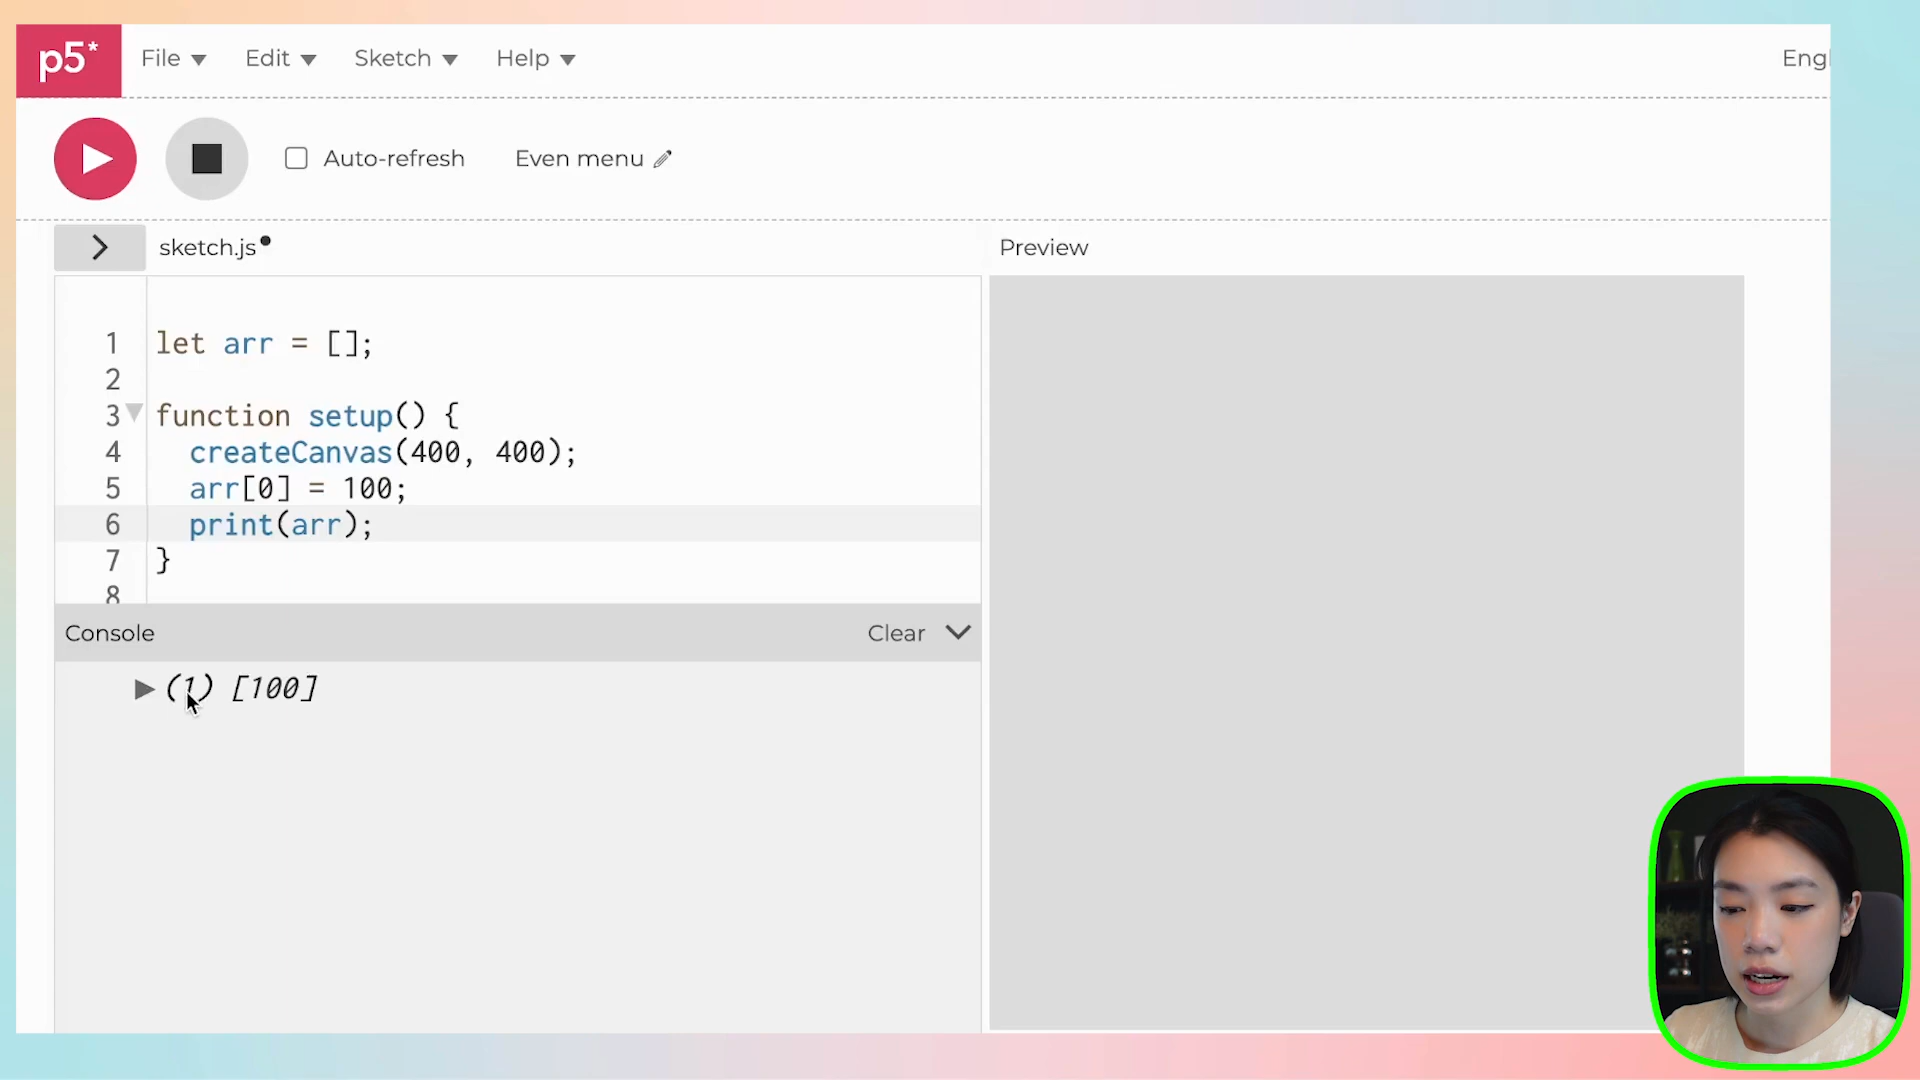 p5* File Edit Sketch Help Engl
Auto-refresh Even menu
sketch.js Preview
1 let arr = [];
2
3 function setup() {
4 createCanvas(400, 400);
5 arr[0] = 100;
6 print(arr);
7 }
8
Console Clear
(1) [100]